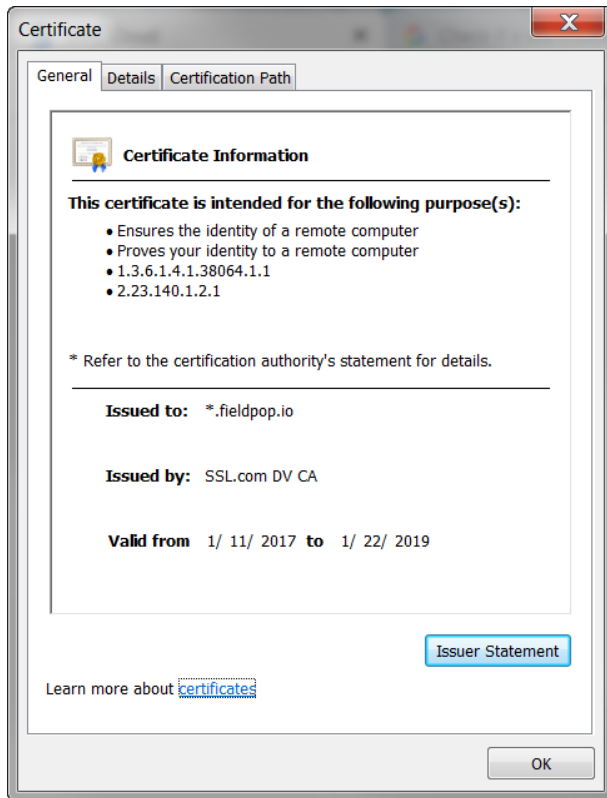 Certificate
General Details Certification Path
Certificate Information
This certificate is intended for the following purpose(s):
• Ensures the identity of a remote computer
• Proves your identity to a remote computer
• 1.3.6.1.4.1.38064.1.1
• 2.23.140.1.2.1
* Refer to the certification authority's statement for details.
Issued to: *.fieldpop.io
Issued by: SSL.com DV CA
Valid from 1/ 11/ 2017 to 1/ 22/ 2019
Issuer Statement
Learn more about certificates
OK